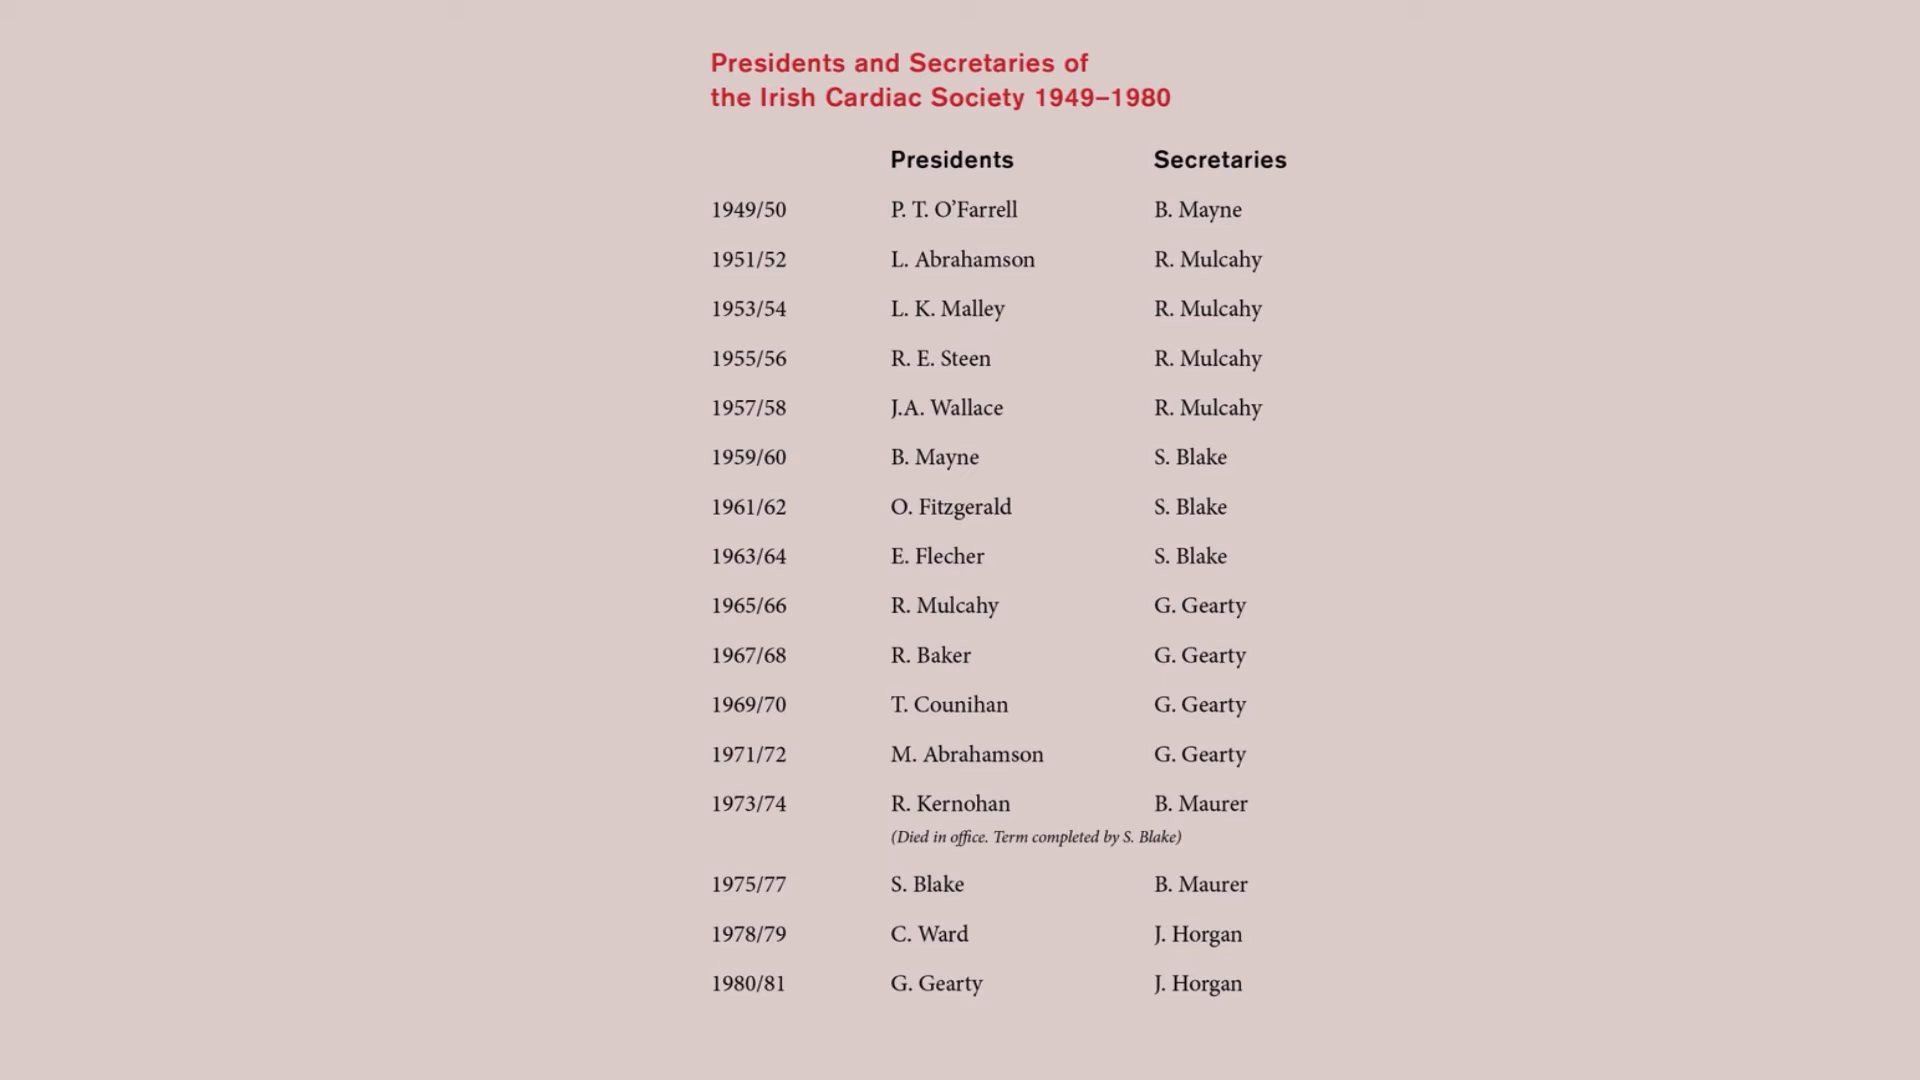 Presidents and Secretaries of
the Irish Cardiac Society 1949–1980
Presidents Secretaries
1949/50 P. T. O’Farrell B. Mayne
1951/52 L. Abrahamson R. Mulcahy
1953/54 L. K. Malley R. Mulcahy
1955/56 R. E. Steen R. Mulcahy
1957/58 J.A. Wallace R. Mulcahy
1959/60 B. Mayne S. Blake
1961/62 O. Fitzgerald S. Blake
1963/64 E. Flecher S. Blake
1965/66 R. Mulcahy G. Gearty
1967/68 R. Baker G. Gearty
1969/70 T. Counihan G. Gearty
1971/72 M. Abrahamson G. Gearty
1973/74 R. Kernohan B. Maurer
(Died in office. Term completed by S. Blake)
1975/77 S. Blake B. Maurer
1978/79 C. Ward J. Horgan
1980/81 G. Gearty J. Horgan